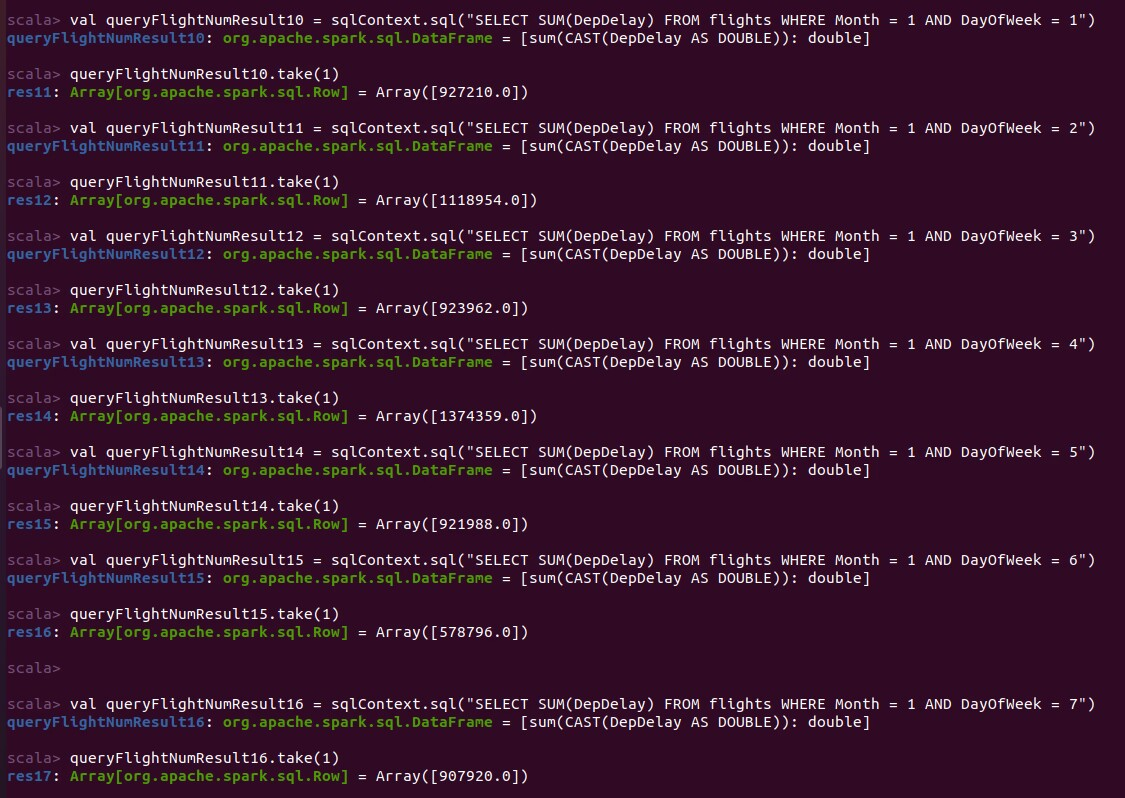 scala> val queryFlightNumResult10 = sqlContext.sql("SELECT SUM(DepDelay) FROM flights WHERE Month = 1 AND DayOfWeek = 1")
queryFlightNumResult10: org.apache.spark.sql.DataFrame = [sum(CAST(DepDelay AS DOUBLE)): double]
scala> queryFlightNumResult10.take(1)
res11: Array[org.apache.spark.sql.Row] = Array([927210.0])
scala> val queryFlightNumResult11 = sqlContext.sql("SELECT SUM(DepDelay) FROM flights WHERE Month = 1 AND DayOfWeek = 2")
queryFlightNumResult11: org.apache.spark.sql.DataFrame = [sum(CAST(DepDelay AS DOUBLE)): double]
scala> queryFlightNumResult11.take(1)
res12: Array[org.apache.spark.sql.Row] = Array([1118954.0])
scala> val queryFlightNumResult12 = sqlContext.sql("SELECT SUM(DepDelay) FROM flights WHERE Month = 1 AND DayOfWeek = 3")
queryFlightNumResult12: org.apache.spark.sql.DataFrame = [sum(CAST(DepDelay AS DOUBLE)): double]
scala> queryFlightNumResult12.take(1)
res13: Array[org.apache.spark.sql.Row] = Array([923962.0])
scala> val queryFlightNumResult13 = sqlContext.sql("SELECT SUM(DepDelay) FROM flights WHERE Month = 1 AND DayOfWeek = 4")
queryFlightNumResult13: org.apache.spark.sql.DataFrame = [sum(CAST(DepDelay AS DOUBLE)): double]
scala> queryFlightNumResult13.take(1)
res14: Array[org.apache.spark.sql.Row] = Array([1374359.0])
scala> val queryFlightNumResult14 = sqlContext.sql("SELECT SUM(DepDelay) FROM flights WHERE Month = 1 AND DayOfWeek = 5")
queryFlightNumResult14: org.apache.spark.sql.DataFrame = [sum(CAST(DepDelay AS DOUBLE)): double]
scala> queryFlightNumResult14.take(1)
res15: Array[org.apache.spark.sql.Row] = Array([921988.0])
scala> val queryFlightNumResult15 = sqlContext.sql("SELECT SUM(DepDelay) FROM flights WHERE Month = 1 AND DayOfWeek = 6")
queryFlightNumResult15: org.apache.spark.sql.DataFrame = [sum(CAST(DepDelay AS DOUBLE)): double]
scala> queryFlightNumResult15.take(1)
res16: Array[org.apache.spark.sql.Row] = Array([578796.0])
scala>
scala> val queryFlightNumResult16 = sqlContext.sql("SELECT SUM(DepDelay) FROM flights WHERE Month = 1 AND DayOfWeek = 7")
queryFlightNumResult16: org.apache.spark.sql.DataFrame = [sum(CAST(DepDelay AS DOUBLE)): double]
scala> queryFlightNumResult16.take(1)
res17: Array[org.apache.spark.sql.Row] = Array([907920.0])